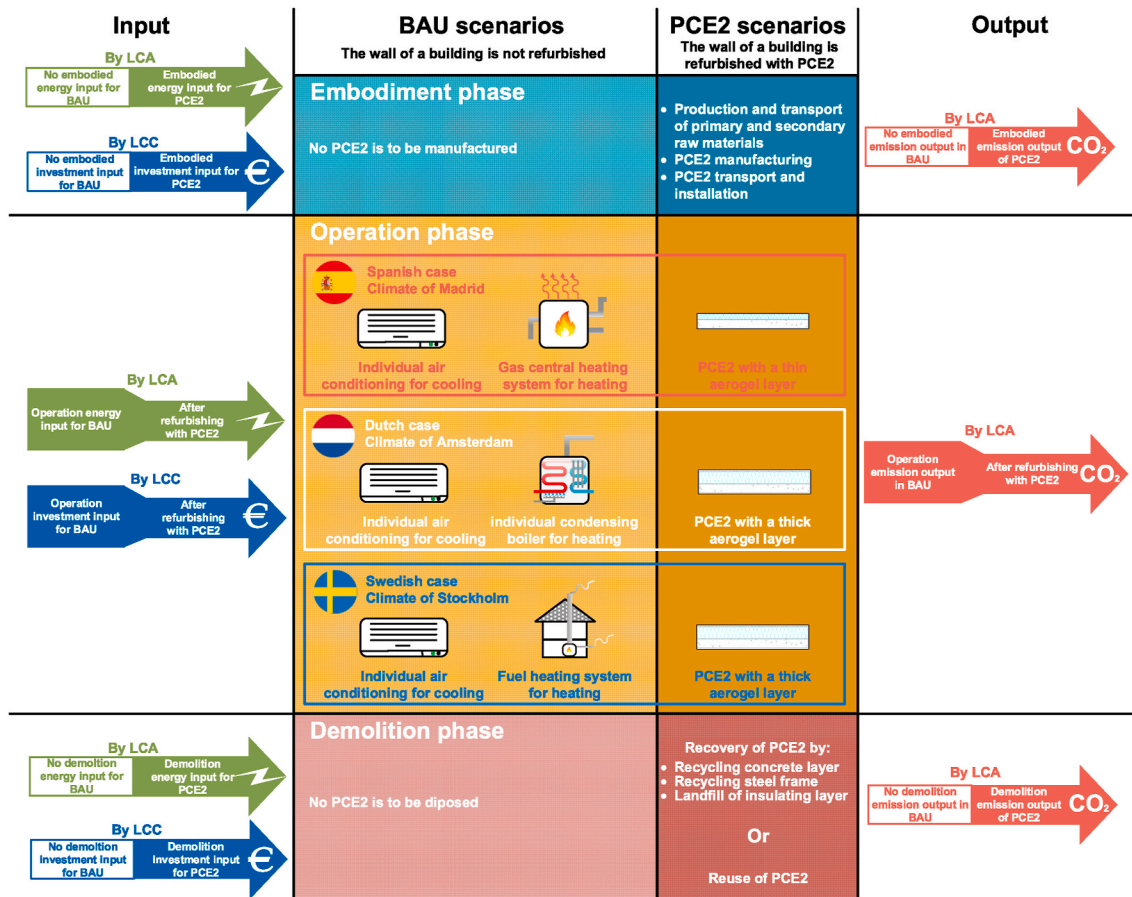 Input
BAU scenarios
The wall of a building is not refurbished
PCE2 scenarios
The wall of a building is
refurbished with PCE2
Output
By LCA
No embodied
energy input for
BAU
Embodied
energy input for
PCE2
By LCC
No embodied
investment input
for BAU
Embodied
investment input for
PCE2
€
Embodiment phase
No PCE2 is to be manufactured
• Production and transport
of primary and secondary
raw materials
• PCE2 manufacturing
• PCE2 transport and
installation
By LCA
No embodied
emission output in
BAU
Embodied
emission output
of PCE2
CO₂
Operation phase
Spanish case
Climate of Madrid
Individual air
conditioning for cooling
Gas central heating
system for heating
PCE2 with a thin
aerogel layer
By LCA
Operation energy
input for BAU
After
refurbishing
with PCE2
By LCC
Operation
investment input
for BAU
After
refurbishing
with PCE2
€
Dutch case
Climate of Amsterdam
Individual air
conditioning for cooling
individual condensing
boiler for heating
PCE2 with a thick
aerogel layer
By LCA
Operation
emission output
in BAU
After refurbishing
with PCE2
CO₂
Swedish case
Climate of Stockholm
Individual air
conditioning for cooling
Fuel heating system
for heating
PCE2 with a thick
aerogel layer
By LCA
No demolition
energy input for
BAU
Demolition
energy input for
PCE2
By LCC
No demoltion
investment input
for BAU
Demolition
investment input
for PCE2
€
Demolition phase
No PCE2 is to be diposed
Recovery of PCE2 by:
• Recycling concrete layer
• Recycling steel frame
• Landfill of insulating layer
Or
Reuse of PCE2
By LCA
No demolition
emission output in
BAU
Demolition
emission output
of PCE2
CO₂